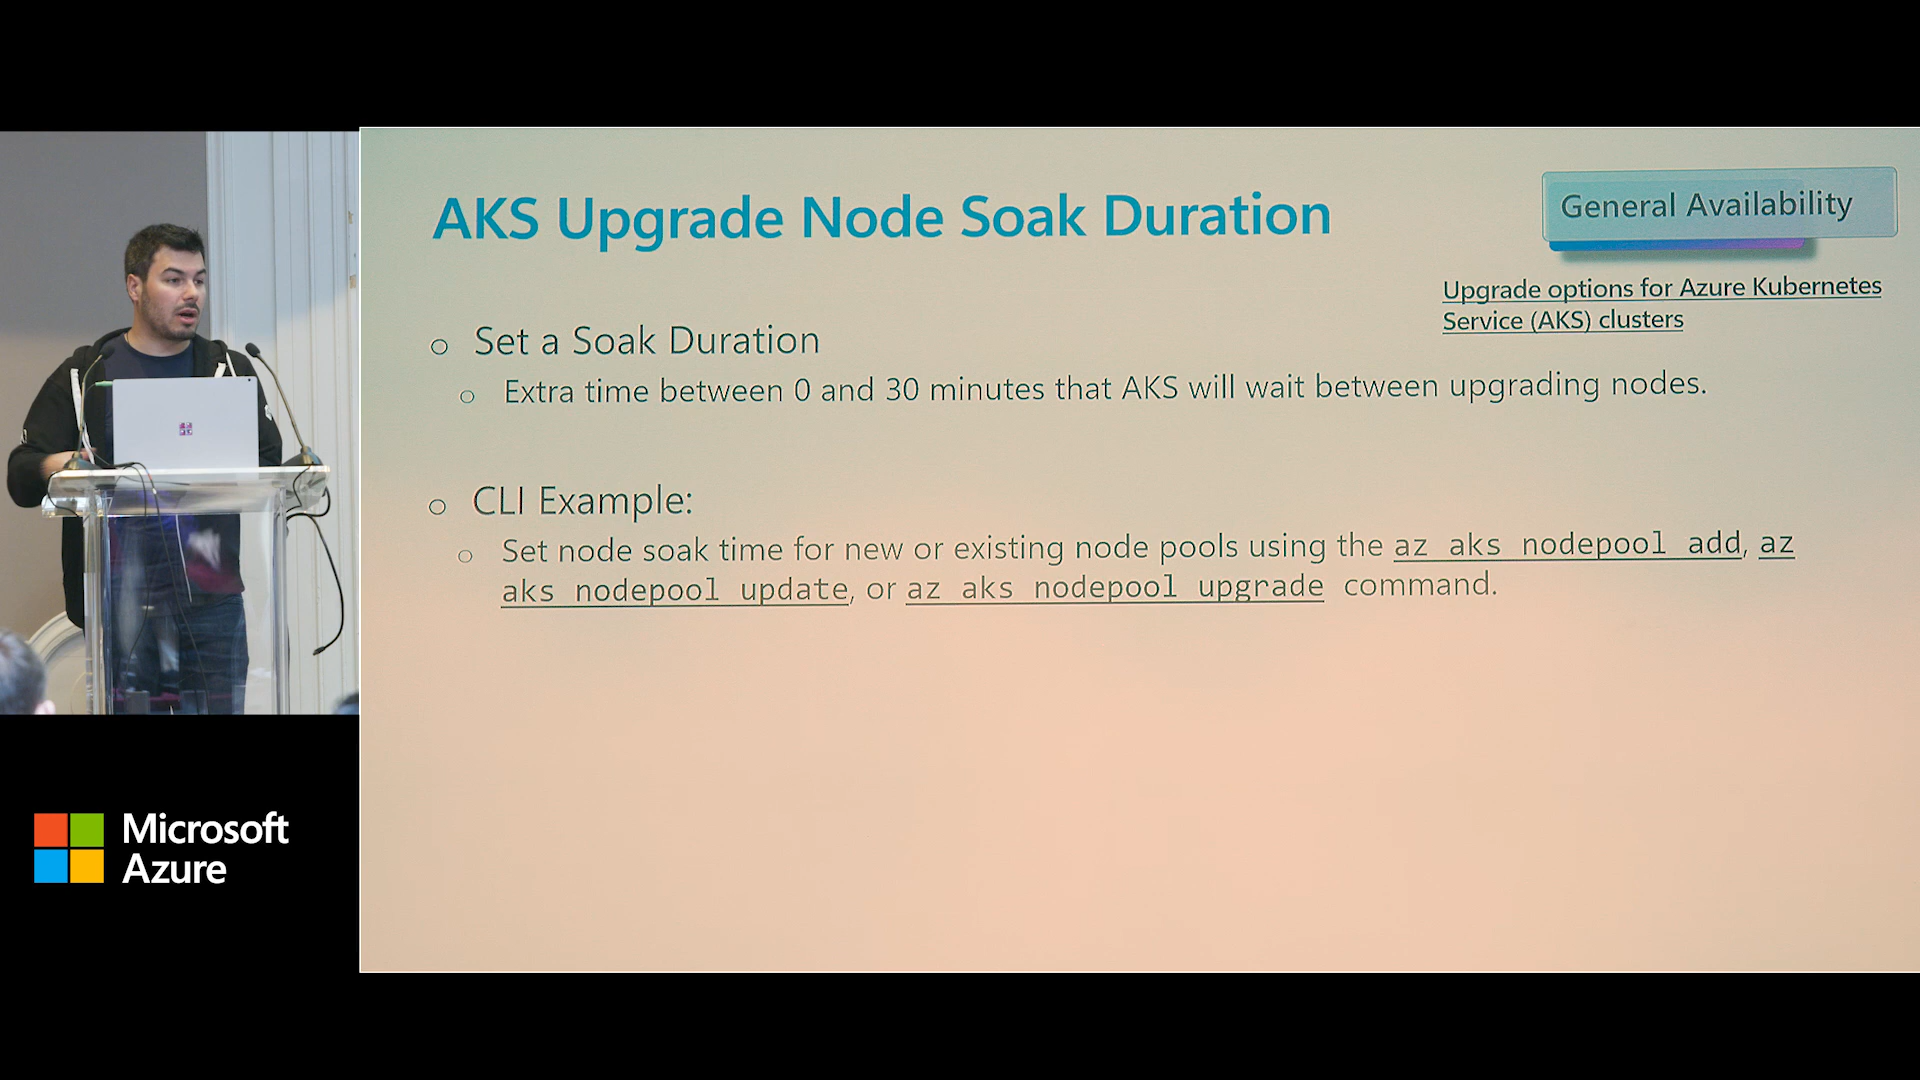 AKS Upgrade Node Soak Duration
General Availability
Upgrade options for Azure Kubernetes
Service (AKS) clusters
○ Set a Soak Duration
○ Extra time between 0 and 30 minutes that AKS will wait between upgrading nodes.
○ CLI Example:
○ Set node soak time for new or existing node pools using the az aks nodepool add, az
aks nodepool update, or az aks nodepool upgrade command.
Microsoft
Azure